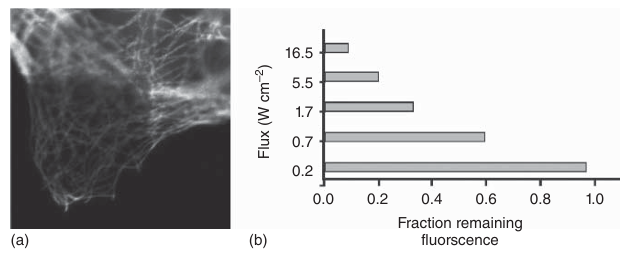 16.5
5.5
1.7
0.7
0.2
Flux (W cm−2)
0.0 0.2 0.4 0.6 0.8 1.0
Fraction remaining
fluorscence
(a)
(b)